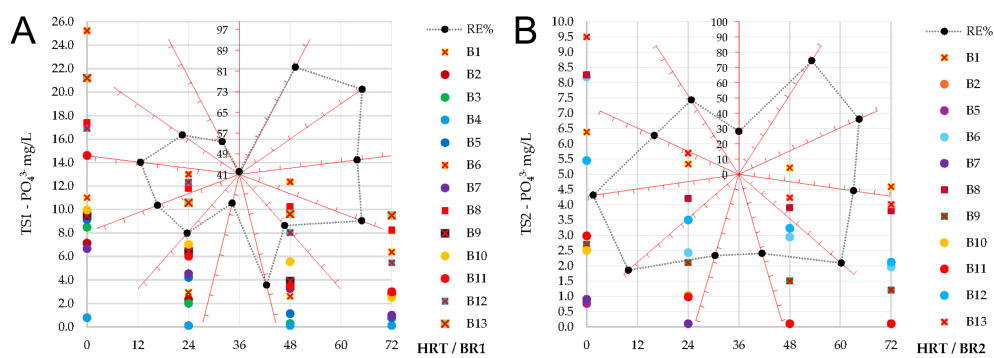 A
TS1 - PO₄³⁻ mg/L
26.0
24.0
22.0
20.0
18.0
16.0
14.0
12.0
10.0
8.0
6.0
4.0
2.0
0.0
97
89
81
73
65
57
49
41
0 12 24 36 48 60 72
HRT / BR1
RE%
B1
B2
B3
B4
B5
B6
B7
B8
B9
B10
B11
B12
B13
B
TS2 - PO₄³⁻ mg/L
10.0
9.5
9.0
8.5
8.0
7.5
7.0
6.5
6.0
5.5
5.0
4.5
4.0
3.5
3.0
2.5
2.0
1.5
1.0
0.5
0.0
100
90
80
70
60
50
40
30
20
10
0
0 12 24 36 48 60 72
HRT / BR2
RE%
B1
B2
B5
B6
B7
B8
B9
B10
B11
B12
B13